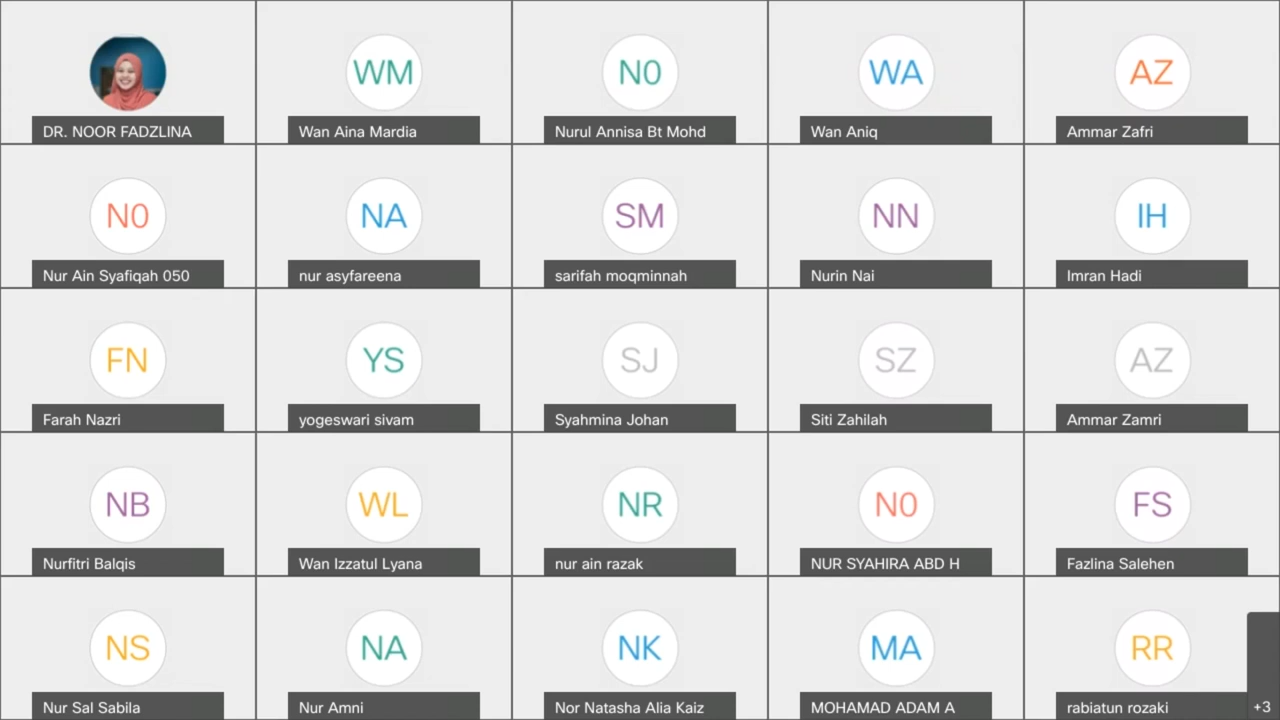 DR. NOOR FADZLINA
WM
Wan Aina Mardia
N0
Nurul Annisa Bt Mohd
WA
Wan Aniq
AZ
Ammar Zafri
N0
Nur Ain Syafiqah 050
NA
nur asyfareena
SM
sarifah moqminnah
NN
Nurin Nai
IH
Imran Hadi
FN
Farah Nazri
YS
yogeswari sivam
SJ
Syahmina Johan
SZ
Siti Zahilah
AZ
Ammar Zamri
NB
Nurfitri Balqis
WL
Wan Izzatul Lyana
NR
nur ain razak
N0
NUR SYAHIRA ABD H
FS
Fazlina Salehen
NS
Nur Sal Sabila
NA
Nur Amni
NK
Nor Natasha Alia Kaiz
MA
MOHAMAD ADAM A
RR
rabiatun rozaki
+3